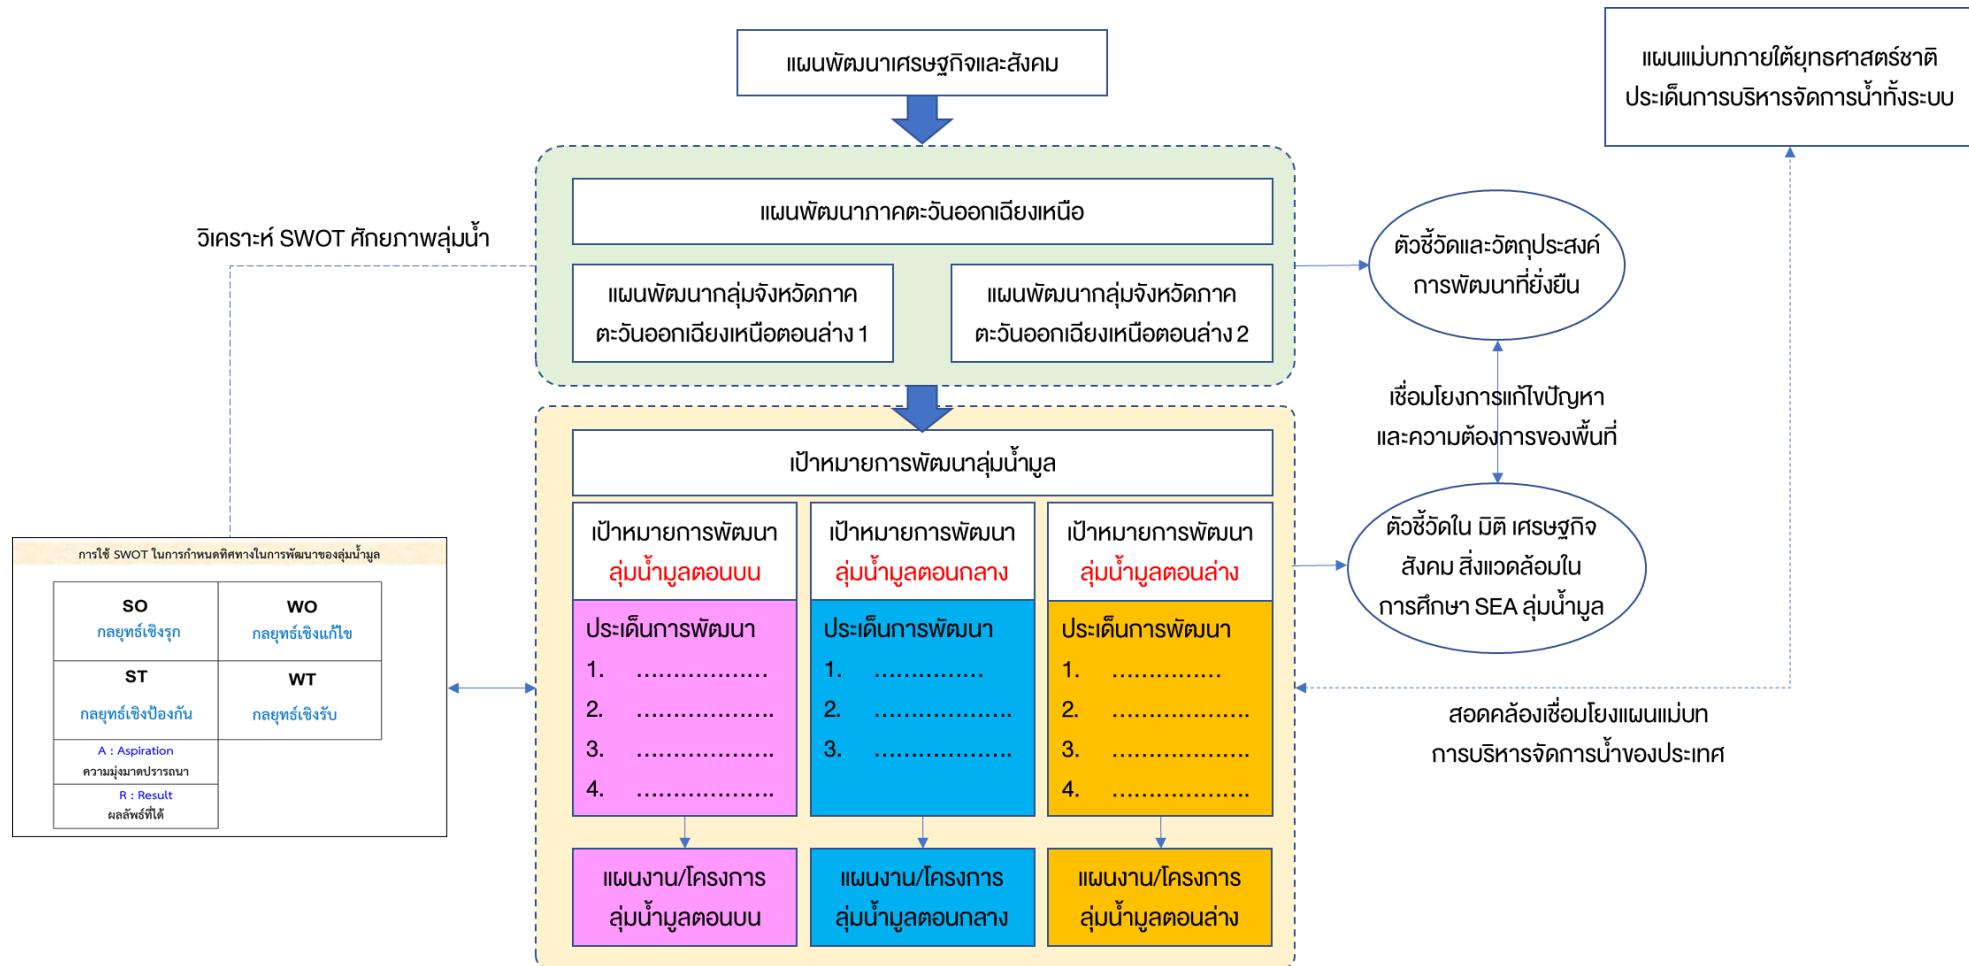 แผนพัฒนาเศรษฐกิจและสังคม
แผนแม่บทภายใต้ยุทธศาสตร์ชาติ
ประเด็นการบริหารจัดการน้ำทั้งระบบ
แผนพัฒนาภาคตะวันออกเฉียงเหนือ
วิเคราะห์ SWOT ศักยภาพลุ่มน้ำ
ตัวชี้วัดและวัตถุประสงค์
การพัฒนาที่ยั่งยืน
แผนพัฒนากลุ่มจังหวัดภาค
ตะวันออกเฉียงเหนือตอนล่าง 1
แผนพัฒนากลุ่มจังหวัดภาค
ตะวันออกเฉียงเหนือตอนล่าง 2
เชื่อมโยงการแก้ไขปัญหา
และความต้องการของพื้นที่
เป้าหมายการพัฒนาลุ่มน้ำมูล
เป้าหมายการพัฒนา
ลุ่มน้ำมูลตอนบน
เป้าหมายการพัฒนา
ลุ่มน้ำมูลตอนกลาง
เป้าหมายการพัฒนา
ลุ่มน้ำมูลตอนล่าง
ตัวชี้วัดใน มิติ เศรษฐกิจ
สังคม สิ่งแวดล้อมใน
การศึกษา SEA ลุ่มน้ำมูล
การใช้ SWOT ในการกำหนดทิศทางในการพัฒนาของลุ่มน้ำมูล
SO
กลยุทธ์เชิงรุก
WO
กลยุทธ์เชิงแก้ไข
ST
กลยุทธ์เชิงป้องกัน
WT
กลยุทธ์เชิงรับ
A : Aspiration
ความมุ่งมาดปรารถนา
R : Result
ผลลัพธ์ที่ได้
ประเด็นการพัฒนา
1. ..................
2. ...................
3. ...................
4. ...................
ประเด็นการพัฒนา
1. ...............
2. ...................
3. ...................
ประเด็นการพัฒนา
1. ...............
2. ...................
3. ...................
4. ...................
สอดคล้องเชื่อมโยงแผนแม่บท
การบริหารจัดการน้ำของประเทศ
แผนงาน/โครงการ
ลุ่มน้ำมูลตอนบน
แผนงาน/โครงการ
ลุ่มน้ำมูลตอนกลาง
แผนงาน/โครงการ
ลุ่มน้ำมูลตอนล่าง